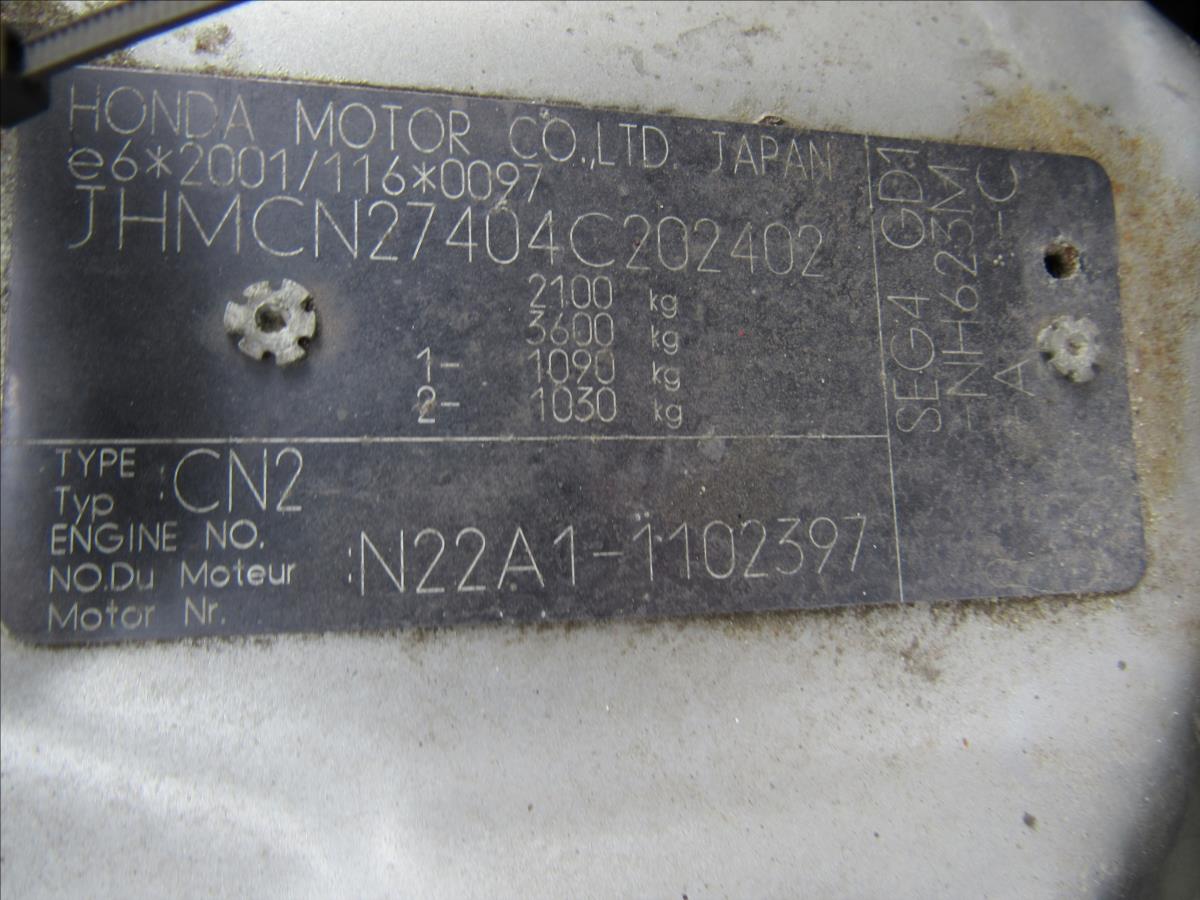 HONDA MOTOR CO.,LTD. JAPAN
e6*2001/116*0097
JHMCN27404C202402
2100 kg
3600 kg
1- 1090 kg
2- 1030 kg
TYPE
Typ :CN2
ENGINE NO.
NO.Du Moteur :N22A1-1102397
Motor Nr.
SEG4 GD1
-NH623M
-A :-C